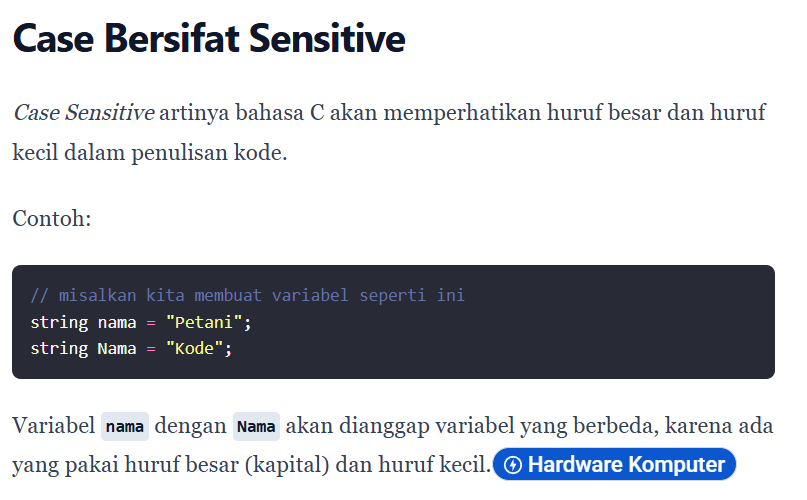 Case Bersifat Sensitive
Case Sensitive artinya bahasa C akan memperhatikan huruf besar dan huruf
kecil dalam penulisan kode.
Contoh:
// misalkan kita membuat variabel seperti ini
string nama = "Petani";
string Nama = "Kode";
Variabel nama dengan Nama akan dianggap variabel yang berbeda, karena ada
yang pakai huruf besar (kapital) dan huruf kecil. Hardware Komputer